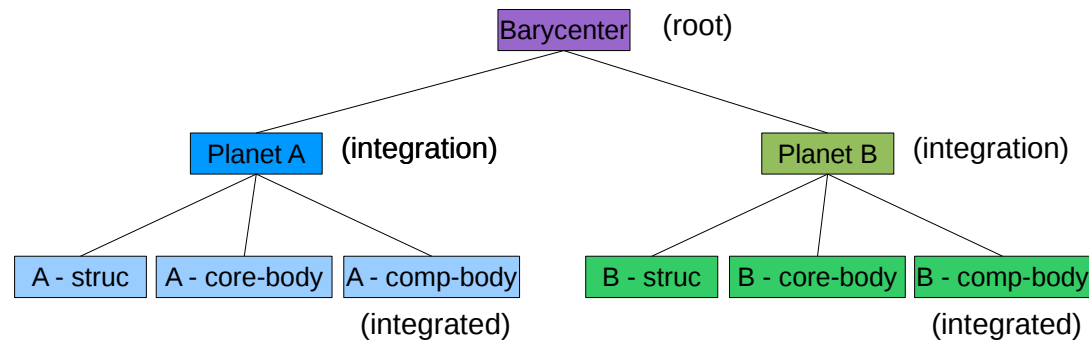 Barycenter (root)
Planet A (integration) Planet B (integration)
A - struc A - core-body A - comp-body B - struc B - core-body B - comp-body
(integrated) (integrated)